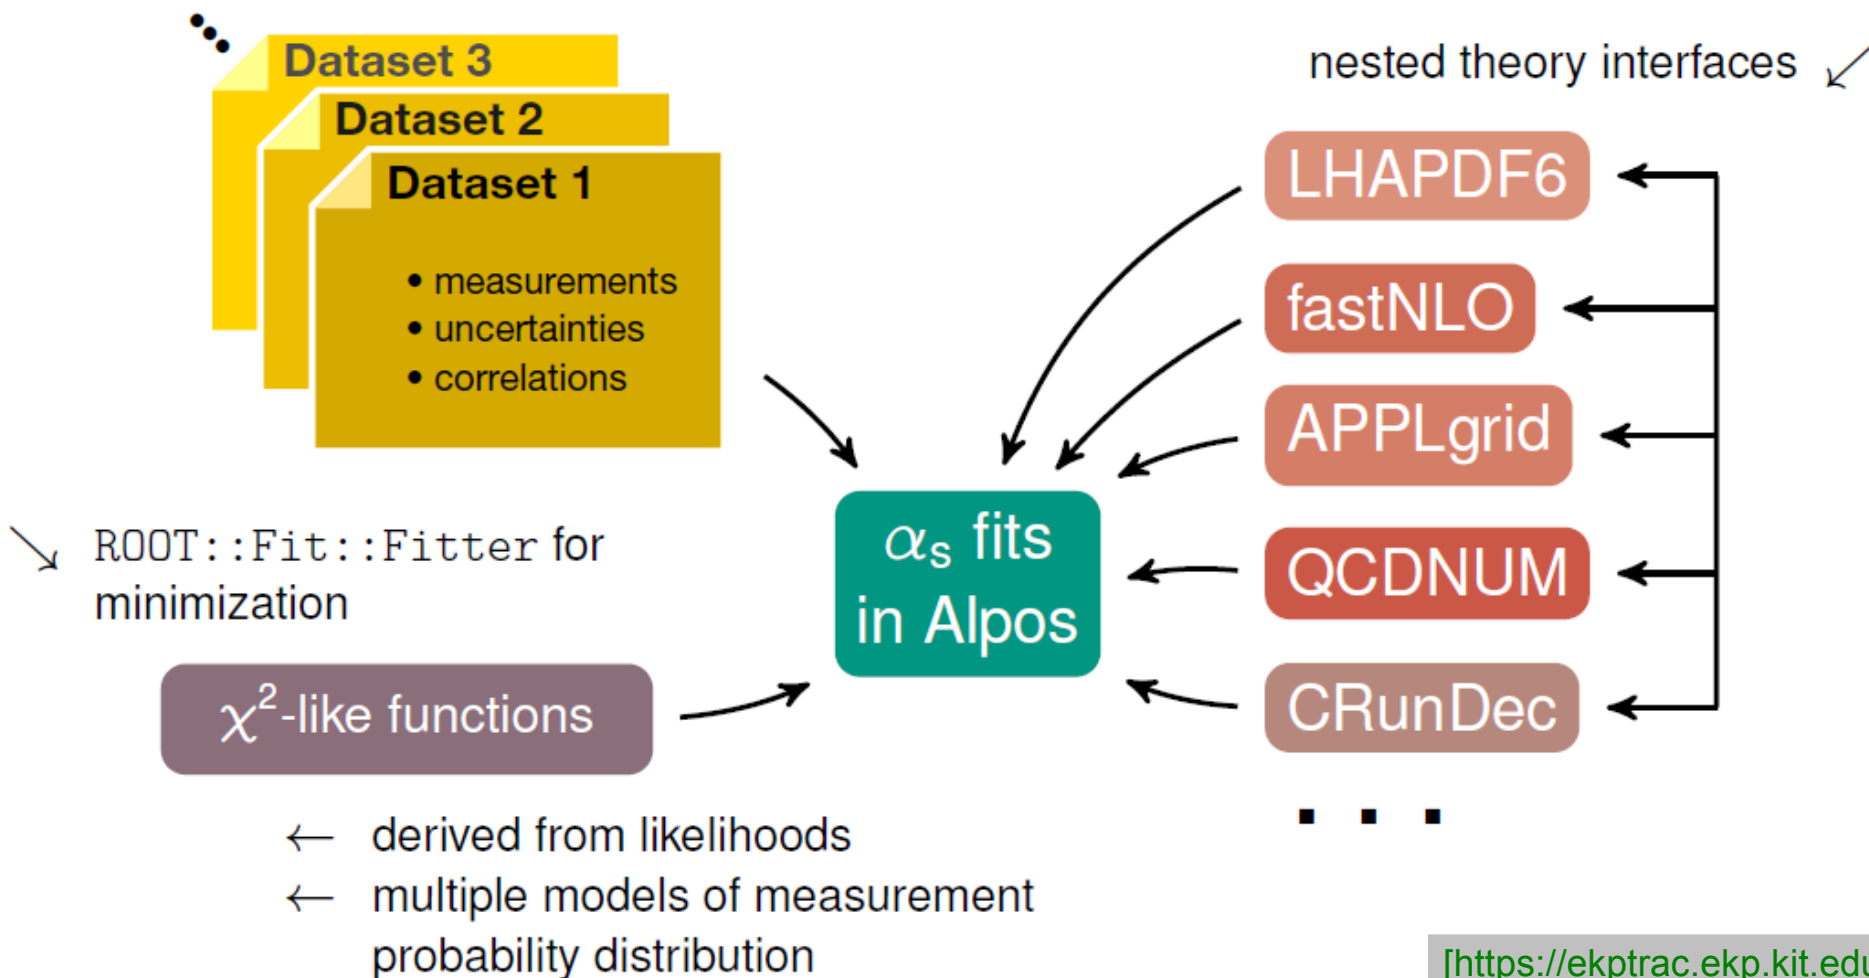 Dataset 3
Dataset 2
Dataset 1
• measurements
• uncertainties
• correlations
nested theory interfaces ↙
LHAPDF6
fastNLO
APPLgrid
QCDNUM
CRunDec
. . .
αs fits
in Alpos
↘ ROOT::Fit::Fitter for
minimization
χ²-like functions
← derived from likelihoods
← multiple models of measurement
probability distribution
[https://ekptrac.ekp.kit.edu